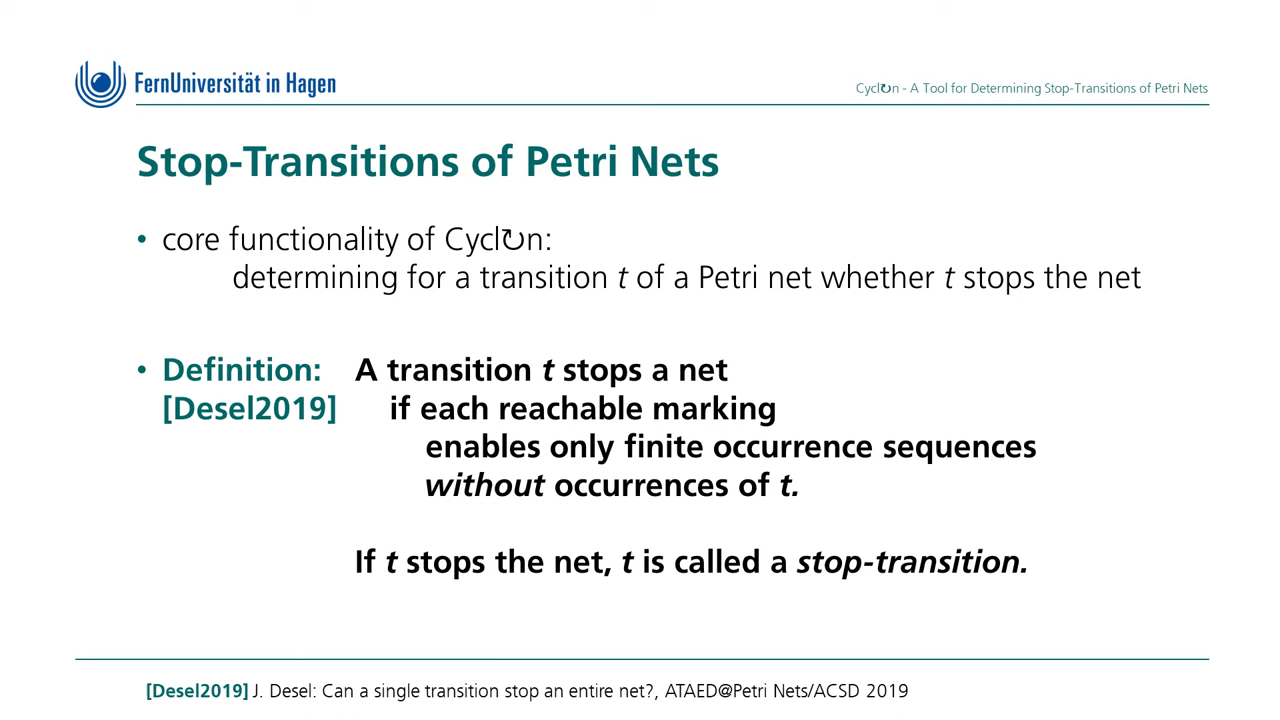 FernUniversität in Hagen
Cycl↻n - A Tool for Determining Stop-Transitions of Petri Nets
Stop-Transitions of Petri Nets
• core functionality of Cycl↻n:
determining for a transition t of a Petri net whether t stops the net
• Definition: A transition t stops a net
[Desel2019] if each reachable marking
enables only finite occurrence sequences
without occurrences of t.
If t stops the net, t is called a stop-transition.
[Desel2019] J. Desel: Can a single transition stop an entire net?, ATAED@Petri Nets/ACSD 2019